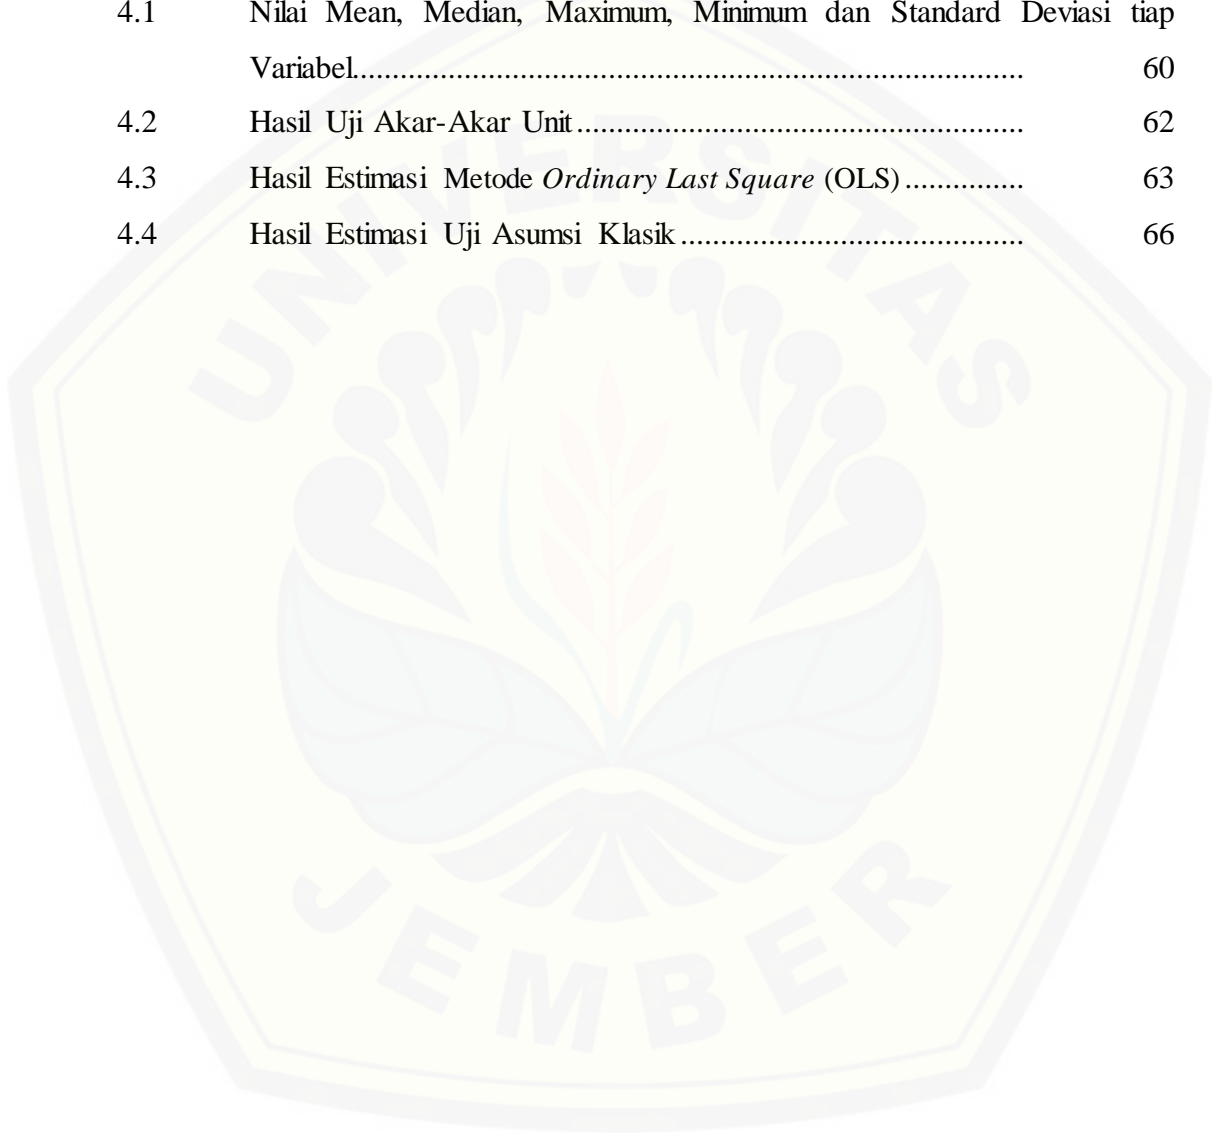 4.1 Nilai Mean, Median, Maximum, Minimum dan Standard Deviasi tiap
Variabel.................................................................................... 60
4.2 Hasil Uji Akar-Akar Unit........................................................ 62
4.3 Hasil Estimasi Metode Ordinary Last Square (OLS)............... 63
4.4 Hasil Estimasi Uji Asumsi Klasik........................................... 66
UNIVERSITAS
JEMBER